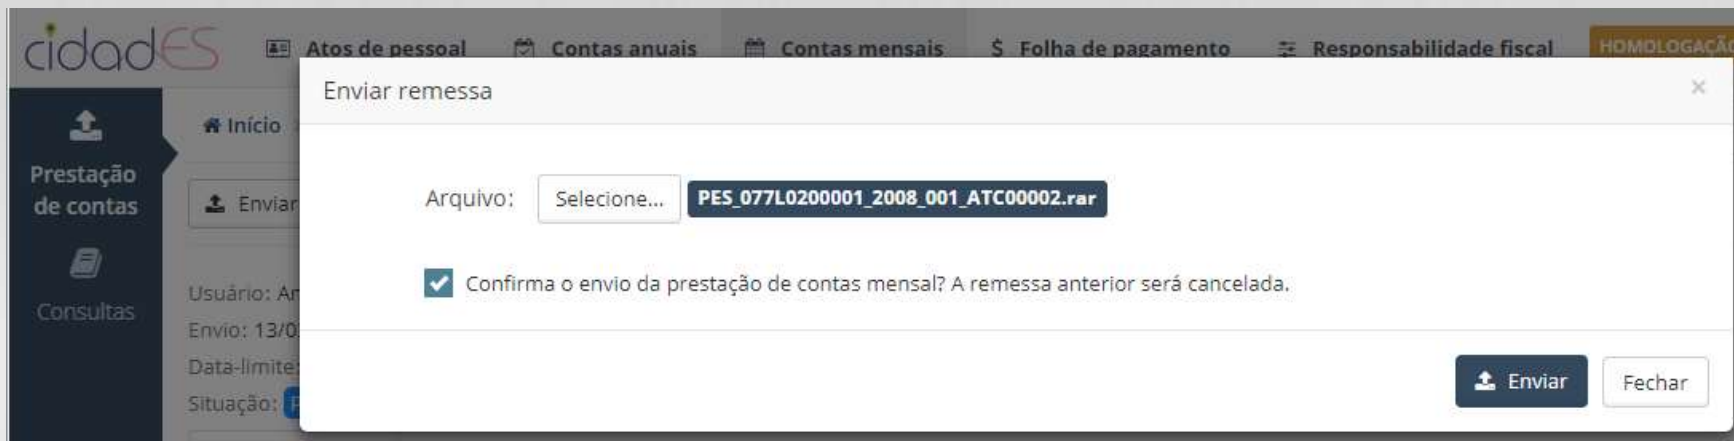 cidadES
Atos de pessoal
Contas anuais
Contas mensais
$ Folha de pagamento
Responsabilidade fiscal
HOMOLOGAÇÃO
Enviar remessa
×
Prestação
de contas
Consultas
Início
Enviar
Usuário:
Envio: 13/0
Data-limite:
Situação:
Arquivo:
Selecione...
PES_077L0200001_2008_001_ATC00002.rar
Confirma o envio da prestação de contas mensal? A remessa anterior será cancelada.
Enviar
Fechar